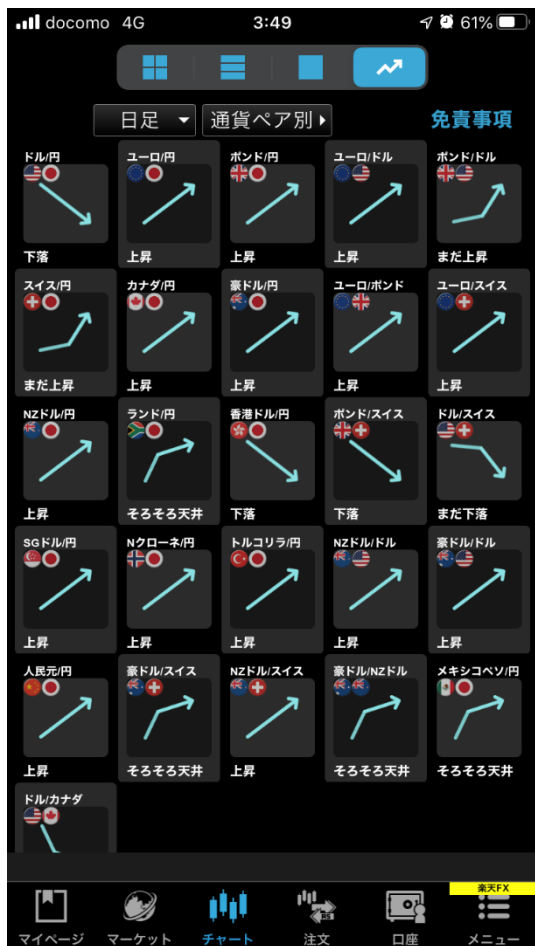 docomo 4G 3:49 61%
日足 通貨ペア別 免責事項
ドル/円 ユーロ/円 ポンド/円 ユーロ/ドル ポンド/ドル
下落 上昇 上昇 上昇 まだ上昇
スイス/円 カナダ/円 豪ドル/円 ユーロ/ポンド ユーロ/スイス
まだ上昇 上昇 上昇 上昇 上昇
NZドル/円 ランド/円 香港ドル/円 ポンド/スイス ドル/スイス
上昇 そろそろ天井 下落 下落 まだ下落
SGドル/円 Nクローネ/円 トルコリラ/円 NZドル/ドル 豪ドル/ドル
上昇 上昇 上昇 上昇 上昇
人民元/円 豪ドル/スイス NZドル/スイス 豪ドル/NZドル メキシコペソ/円
上昇 そろそろ天井 上昇 そろそろ天井 そろそろ天井
ドル/カナダ
楽天FX
マイページ マーケット チャート 注文 口座 メニュー